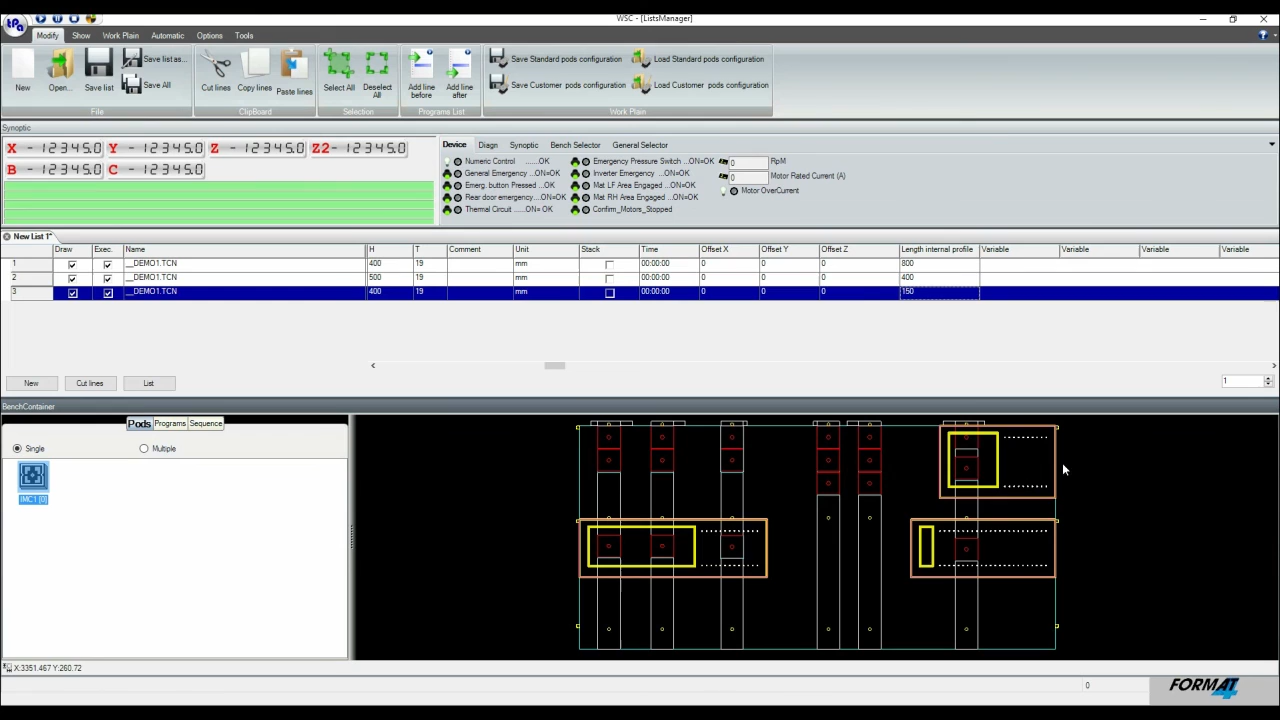 WSC - [ListsManager]
tPa
Modify Show Work Plain Automatic Options Tools
New Open... Save list Save list as... Save All
Cut lines Copy lines Paste lines
Select All Deselect All
Add line before Add line after
Save Standard pods configuration Load Standard pods configuration
Save Customer pods configuration Load Customer pods configuration
File ClipBoard Selection Programs List Work Plain
Synoptic
X -12345.0 Y -12345.0 Z -12345.0 Z2-12345.0
B -12345.0 C -12345.0
Device Diagn Synoptic Bench Selector General Selector
Numeric Control ......OK Emergency Pressure Switch ...ON=OK 0 RpM
General Emergency ...ON=OK Inverter Emergency ...ON=OK 0 Motor Rated Current (A)
Emerg. button Pressed ...OK Mat LF Area Engaged ...ON=OK Motor OverCurrent
Rear door emergency....ON=OK Mat RH Area Engaged ...ON=OK
Thermal Circuit .....ON= OK Confirm_Motors_Stopped
New List 1*
Draw Exec. Name H T Comment Unit Stack Time Offset X Offset Y Offset Z Length internal profile Variable Variable Variable Variable
1 __DEMO1.TCN 400 19 mm 00:00:00 0 0 0 800
2 __DEMO1.TCN 500 19 mm 00:00:00 0 0 0 400
3 __DEMO1.TCN 400 19 mm 00:00:00 0 0 0 150
New Cut lines List 1
BenchContainer
Pods Programs Sequence
Single Multiple
IMC1 [0]
X:3351.467 Y:260.72
0
FORMAT4